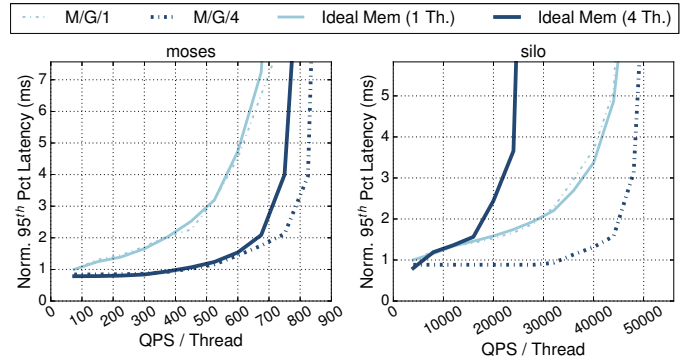 M/G/1 M/G/4 Ideal Mem (1 Th.) Ideal Mem (4 Th.)
moses
Norm. 95th Pct Latency (ms)
7
6
5
4
3
2
1
0
0 100 200 300 400 500 600 700 800 900
QPS / Thread
silo
Norm. 95th Pct Latency (ms)
5
4
3
2
1
0
10000 20000 30000 40000 50000
QPS / Thread